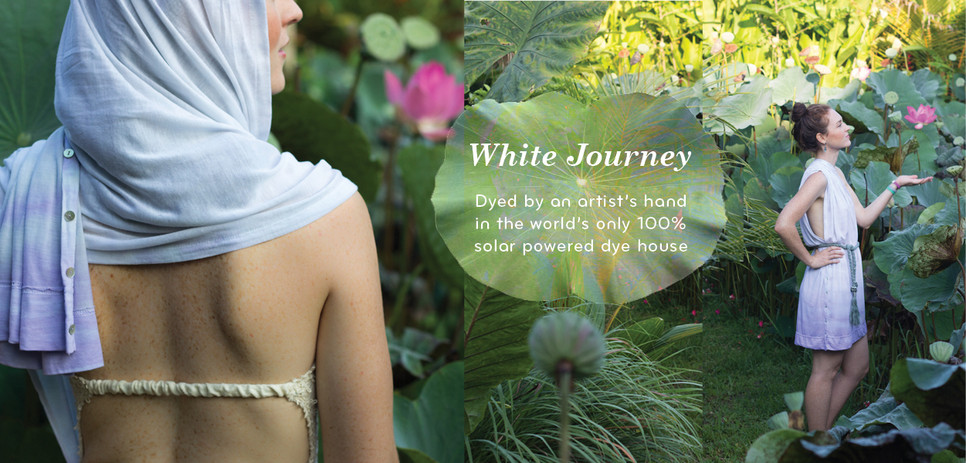 White Journey
Dyed by an artist's hand
in the world's only 100%
solar powered dye house